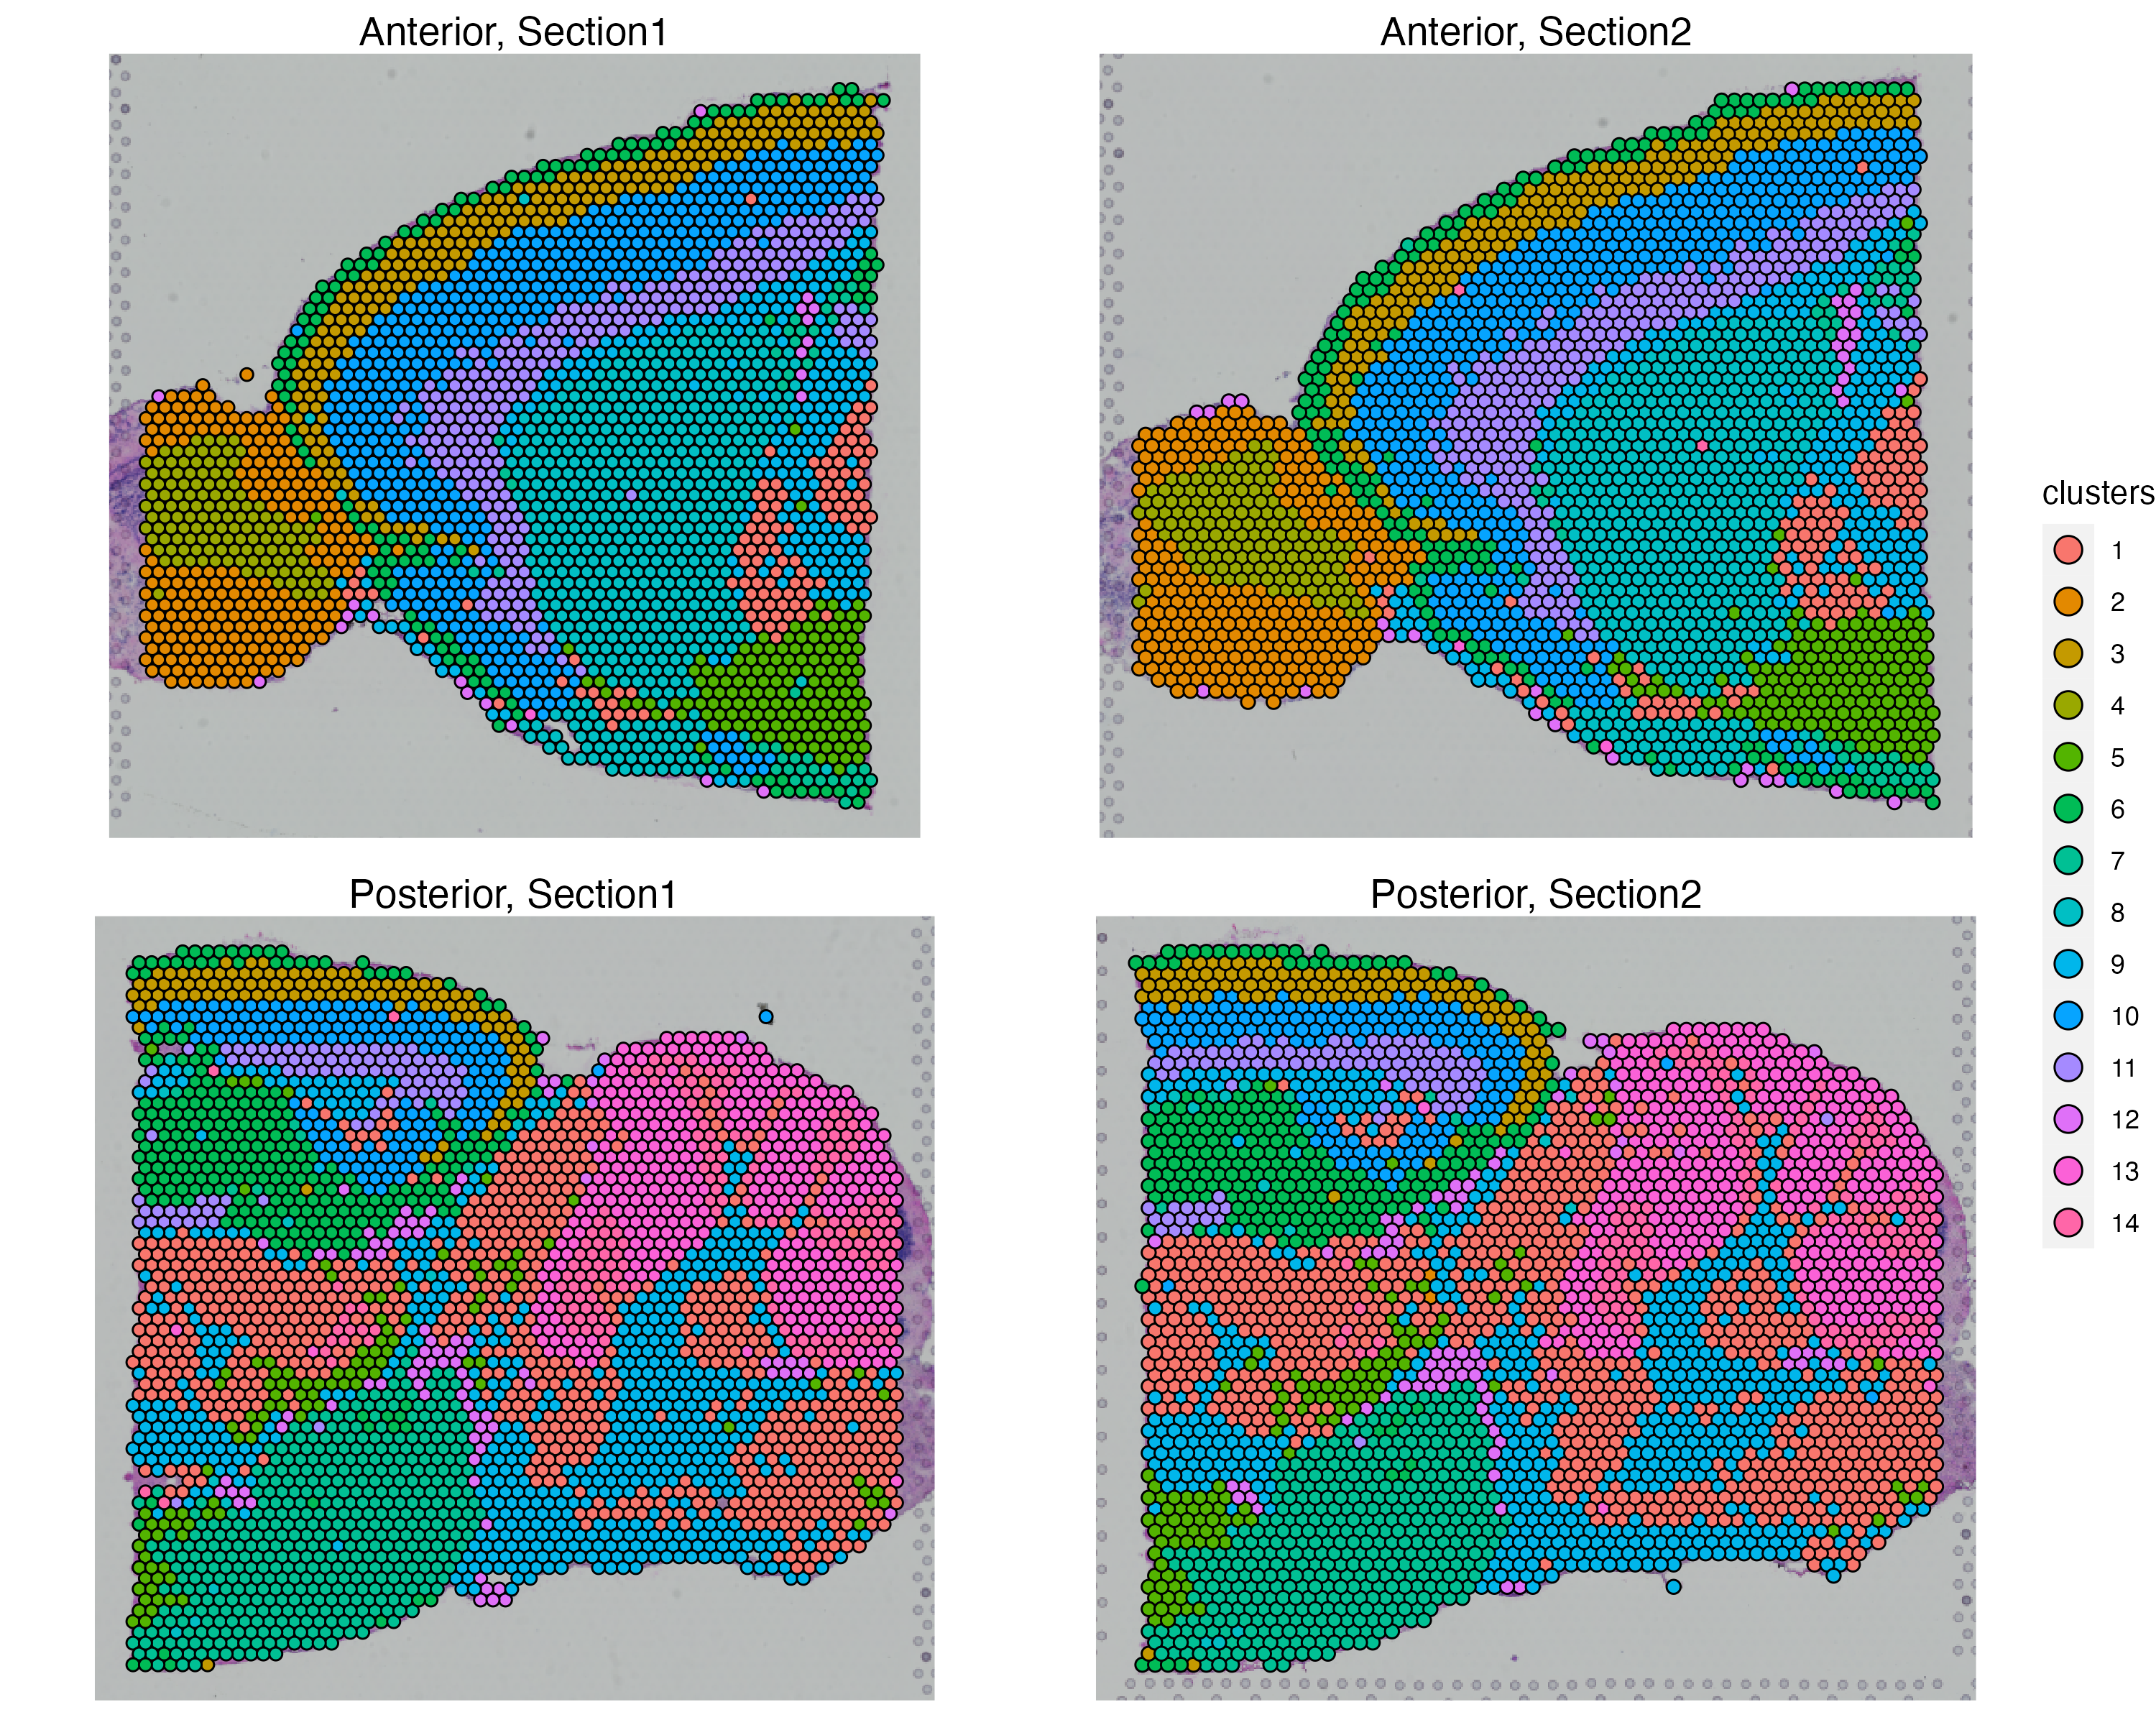 Anterior, Section1
Anterior, Section2
Posterior, Section1
Posterior, Section2
clusters
1
2
3
4
5
6
7
8
9
10
11
12
13
14